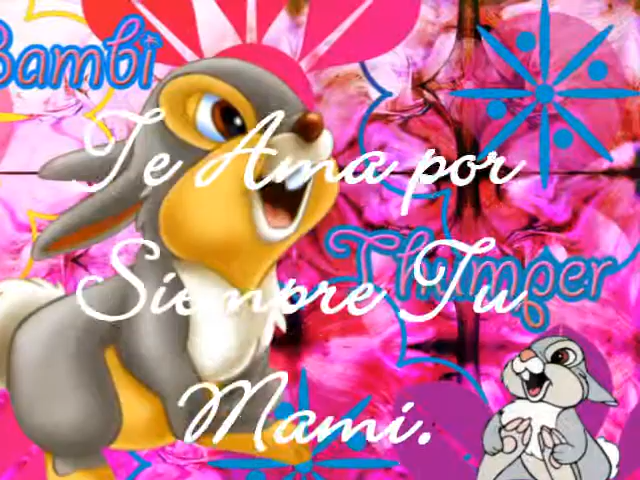 Bambi
Te Ama por
Siempre Tu
Thumper
Mami.